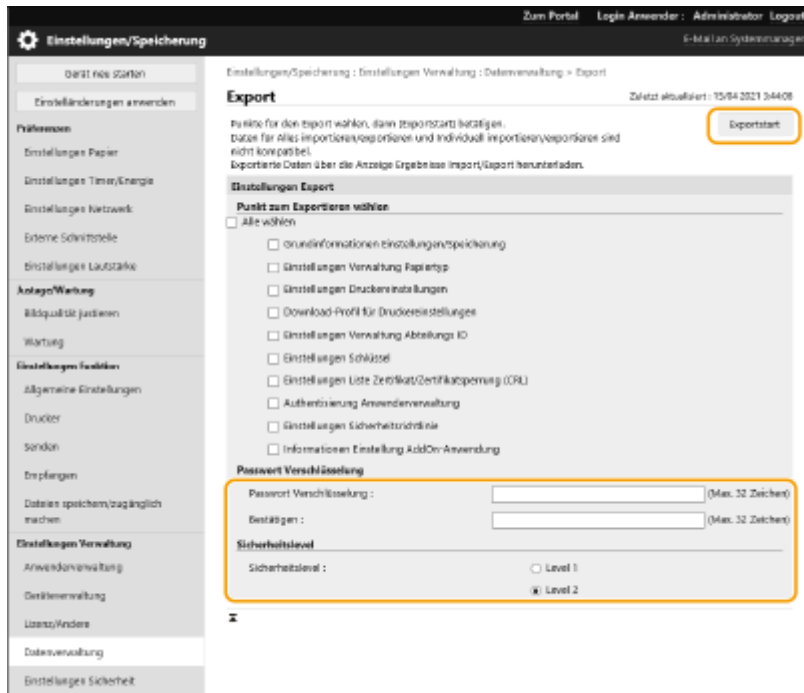 Zum Portal Login Anwender : Administrator Logout
Einstellungen/Speicherung
E-Mail an Systemmanager
Gerät neu starten
Einstelländerungen anwenden
Präferenzen
Einstellungen Papier
Einstellungen Timer/Energie
Einstellungen Netzwerk
Externe Schnittstelle
Einstellungen Lautstärke
Justage/Wartung
Bildqualität justieren
Wartung
Einstellungen Funktion
Allgemeine Einstellungen
Drucker
Senden
Empfangen
Dateien speichern/zugänglich
machen
Einstellungen Verwaltung
Anwenderverwaltung
Geräteverwaltung
Lizenz/Andere
Datenverwaltung
Einstellungen Sicherheit
Einstellungen/Speicherung : Einstellungen Verwaltung : Datenverwaltung > Export
Export
Zuletzt aktualisiert : 15/04 2021 3:44:08
Punkte für den Export wählen, dann [Exportstart] betätigen.
Daten für Alles importieren/exportieren und Individuell importieren/exportieren sind
nicht kompatibel.
Exportierte Daten über die Anzeige Ergebnisse Import/Export herunterladen.
Exportstart
Einstellungen Export
Punkt zum Exportieren wählen
Alle wählen
Grundinformationen Einstellungen/Speicherung
Einstellungen Verwaltung Papiertyp
Einstellungen Druckereinstellungen
Download-Profil für Druckereinstellungen
Einstellungen Verwaltung Abteilungs ID
Einstellungen Schlüssel
Einstellungen Liste Zertifikat/Zertifikatsperrung (CRL)
Authentisierung Anwenderverwaltung
Einstellungen Sicherheitsrichtlinie
Informationen Einstellung AddOn-Anwendung
Passwort Verschlüsselung
Passwort Verschlüsselung :
(Max. 32 Zeichen)
Bestätigen :
(Max. 32 Zeichen)
Sicherheitslevel
Sicherheitslevel :
Level 1
Level 2